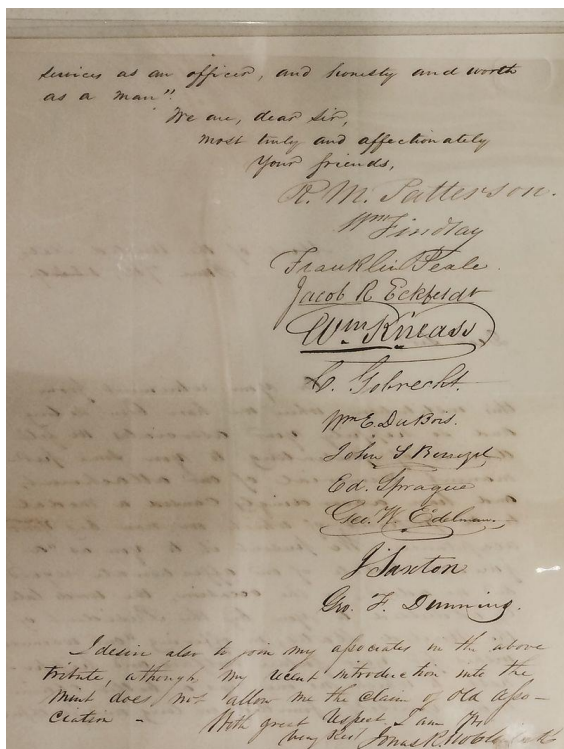 services as an officer, and honesty and worth
as a man".
We are, dear Sir,
most truly and affectionately
Your friends,
R. M. Patterson.
Wm Findlay
Franklin Peale.
Jacob R Eckfeldt
Wm Kneass
C. Gobrecht.
Wm E. DuBois.
John S
Ed. Sprague
Geo. W. Edelman.
J Saxton
Geo. F. Dunning.
I desire also to join my associates in the above
tribute, athough my recent introduction into the
Mint does not allow me the claim of old asso-
ciation - With great respect I am
very